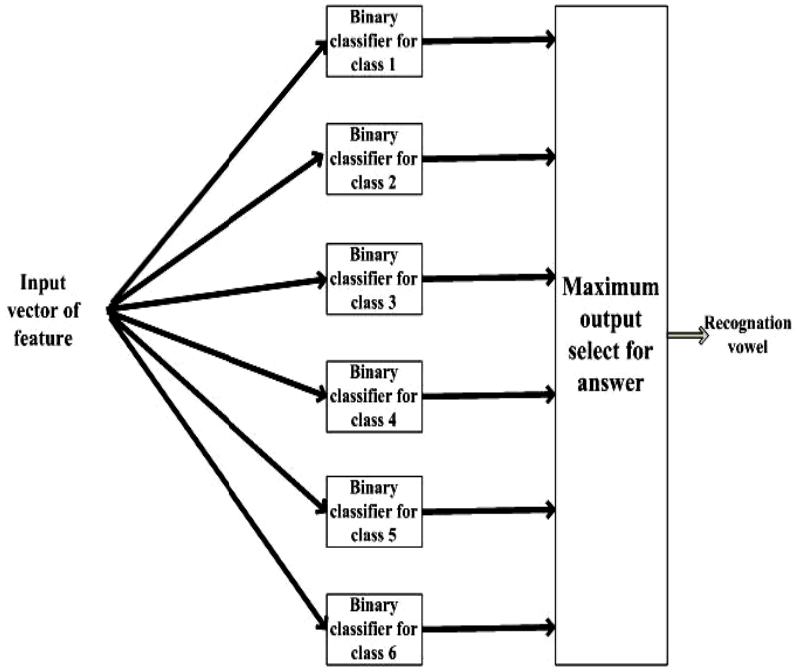 Input
vector of
feature
Binary
classifier for
class 1
Binary
classifier for
class 2
Binary
classifier for
class 3
Binary
classifier for
class 4
Binary
classifier for
class 5
Binary
classifier for
class 6
Maximum
output
select for
answer
Recognation
vowel